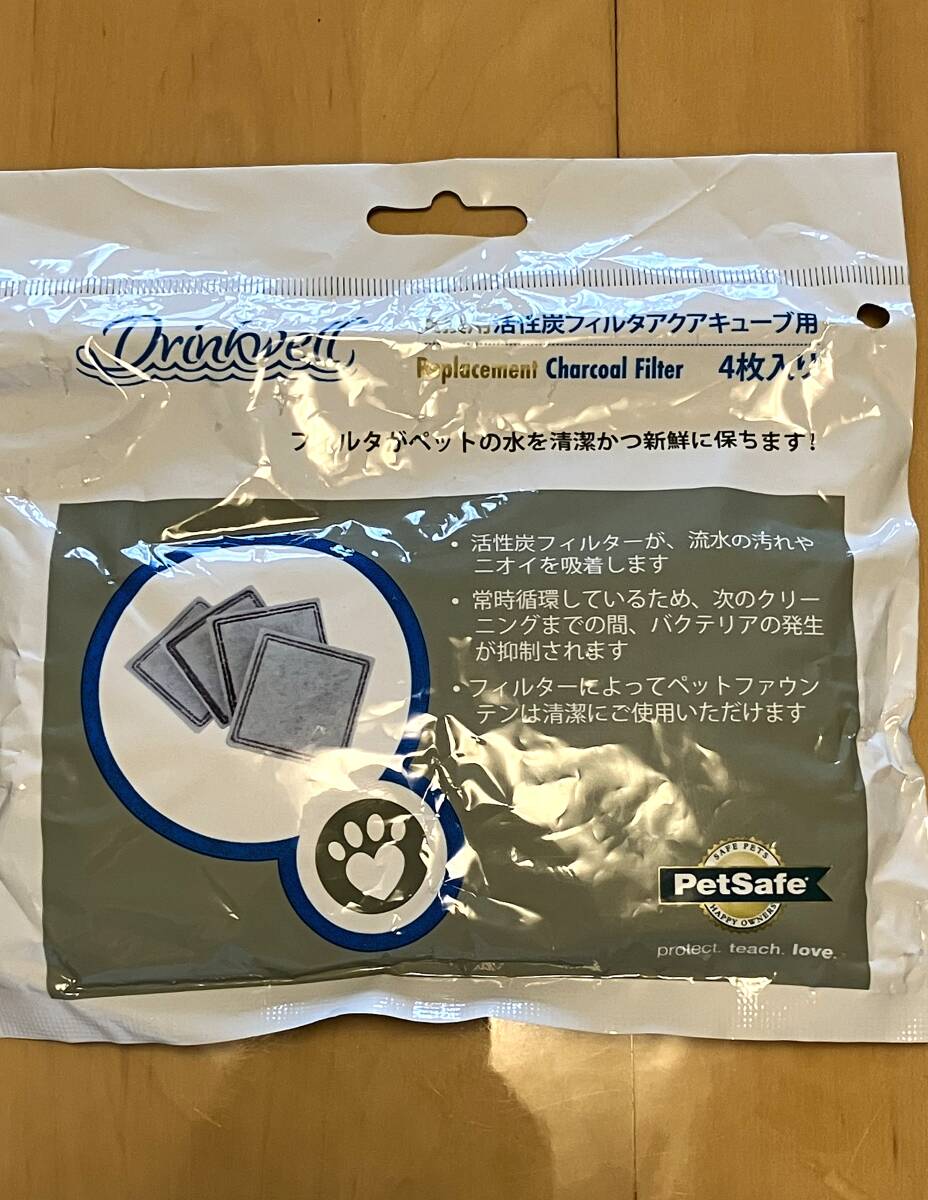 Drinkwell
交換用活性炭フィルタアクアキューブ用
Replacement Charcoal Filter 4枚入り
フィルタがペットの水を清潔かつ新鮮に保ちます!
• 活性炭フィルターが、流水の汚れや
ニオイを吸着します
• 常時循環しているため、次のクリー
ニングまでの間、バクテリアの発生
が抑制されます
• フィルターによってペットファウン
テンは清潔にご使用いただけます
SAFE PETS
PetSafe®
HAPPY OWNERS
protect. teach. love.